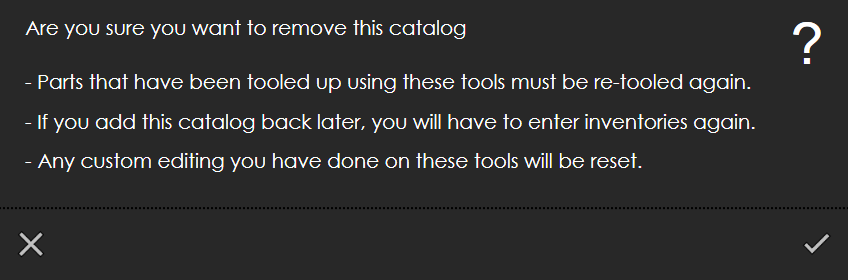 Are you sure you want to remove this catalog
?
- Parts that have been tooled up using these tools must be re-tooled again.
- If you add this catalog back later, you will have to enter inventories again.
- Any custom editing you have done on these tools will be reset.